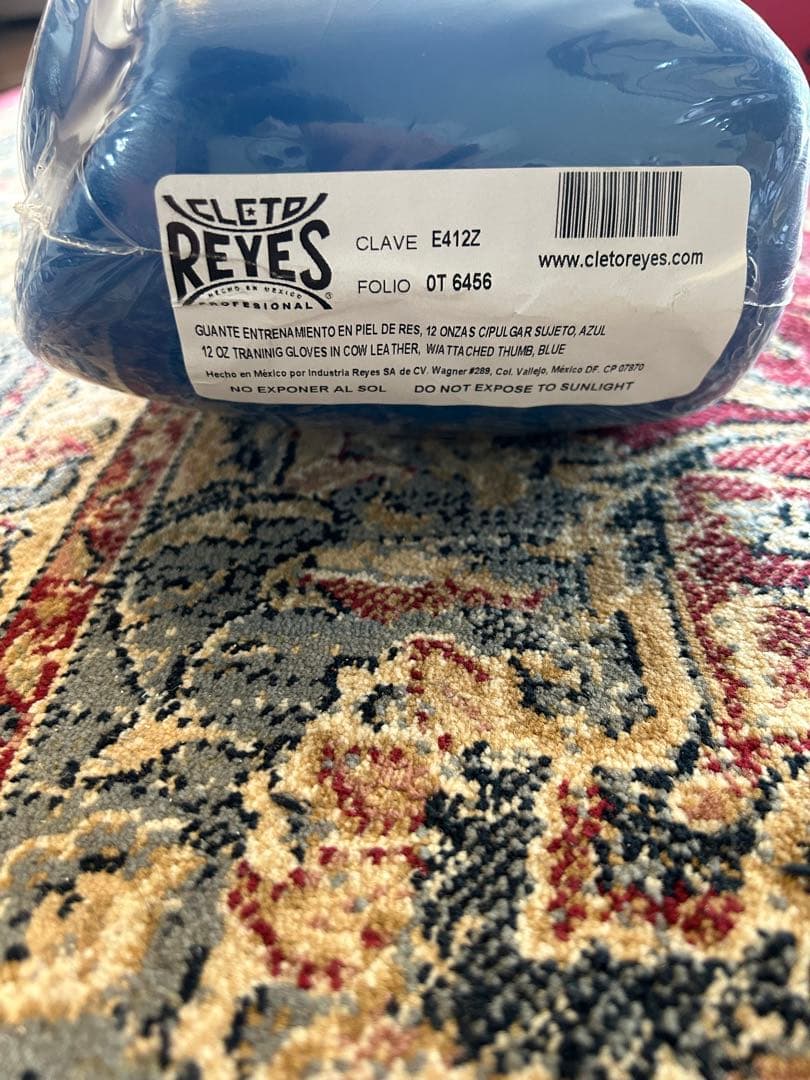 CLETO
REYES
HECHO EN MEXICO
PROFESIONAL
®
CLAVE E412Z
FOLIO 0T 6456
www.cletoreyes.com
GUANTE ENTRENAMIENTO EN PIEL DE RES, 12 ONZAS C/PULGAR SUJETO, AZUL
12 OZ TRANINIG GLOVES IN COW LEATHER, W/ATTACHED THUMB, BLUE
Hecho en México por Industria Reyes SA de CV. Wagner #289, Col. Vallejo, México DF. CP 07870
NO EXPONER AL SOL DO NOT EXPOSE TO SUNLIGHT